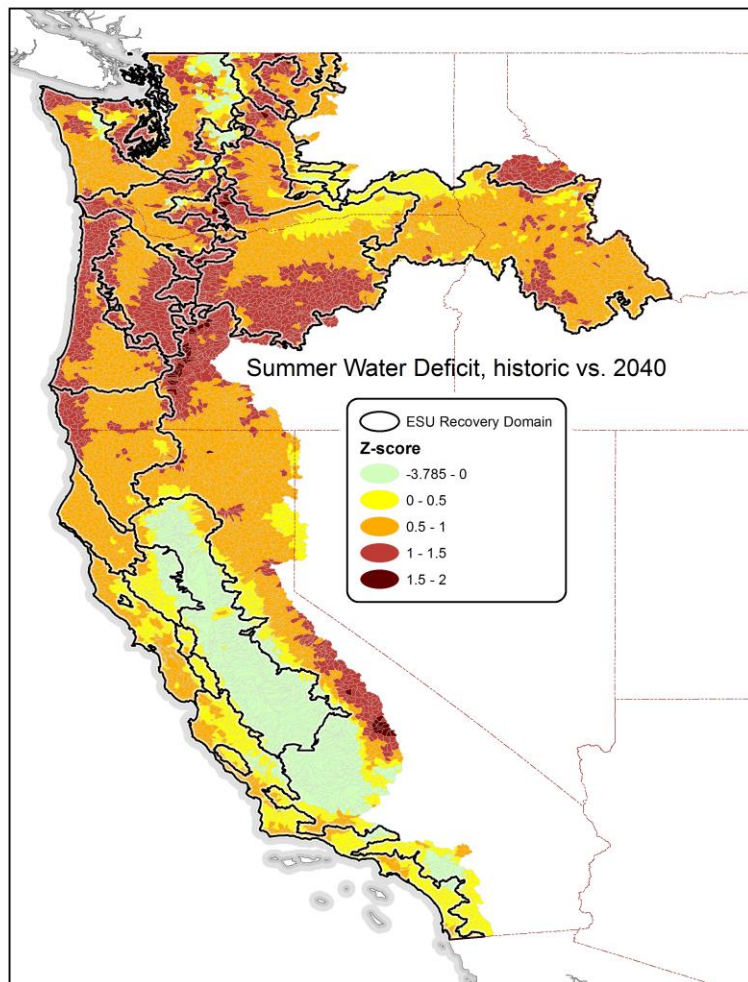 Summer Water Deficit, historic vs. 2040
ESU Recovery Domain
Z-score
-3.785 - 0
0 - 0.5
0.5 - 1
1 - 1.5
1.5 - 2